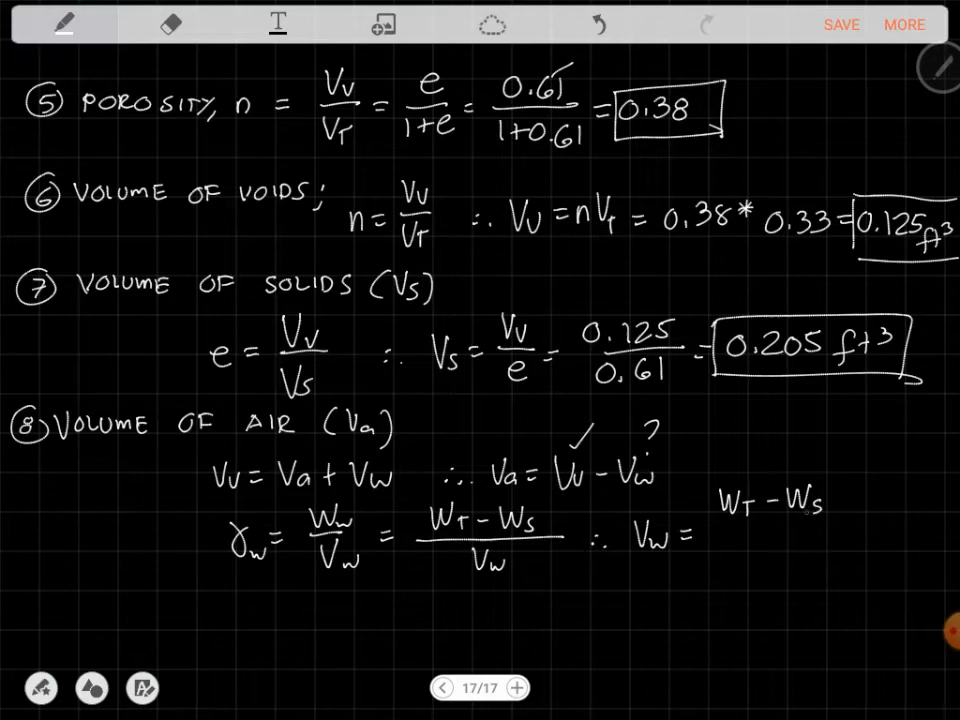 SAVE MORE
⑤ POROSITY, n = Vv/VT = e/1+e = 0.61/1+0.61 = 0.38
⑥ VOLUME OF VOIDS; n = Vv/VT ∴ Vv = nVT = 0.38 * 0.33 = 0.125 ft³
⑦ VOLUME OF SOLIDS (Vs)
e = Vv/Vs ∴ Vs = Vv/e = 0.125/0.61 = 0.205 ft³
⑧ VOLUME OF AIR (Va)
Vv = Va + Vw ∴ Va = Vv - Vw ?
γw = Ww/Vw = WT - Ws/Vw ∴ Vw = WT - Ws
17/17